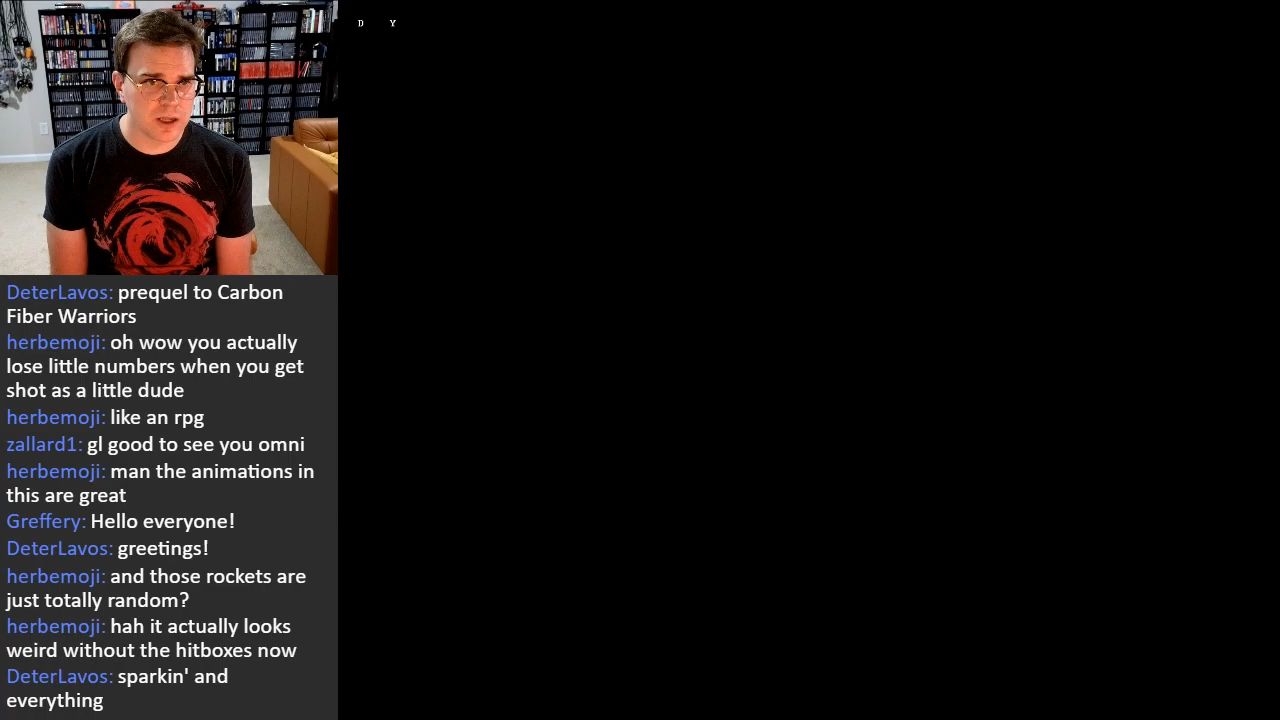 D Y
DeterLavos: prequel to Carbon
Fiber Warriors
herbemoji: oh wow you actually
lose little numbers when you get
shot as a little dude
herbemoji: like an rpg
zallard1: gl good to see you omni
herbemoji: man the animations in
this are great
Greffery: Hello everyone!
DeterLavos: greetings!
herbemoji: and those rockets are
just totally random?
herbemoji: hah it actually looks
weird without the hitboxes now
DeterLavos: sparkin' and
everything